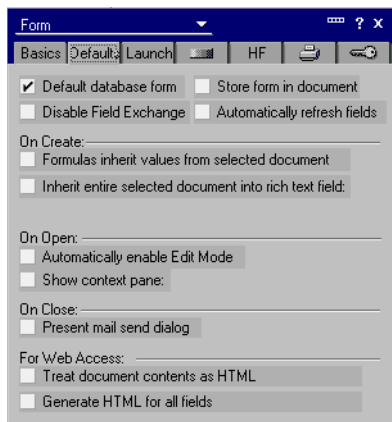 Form ? x
Basics Defaults Launch HF
Default database form Store form in document
Disable Field Exchange Automatically refresh fields
On Create:
Formulas inherit values from selected document
Inherit entire selected document into rich text field:
On Open:
Automatically enable Edit Mode
Show context pane:
On Close:
Present mail send dialog
For Web Access:
Treat document contents as HTML
Generate HTML for all fields